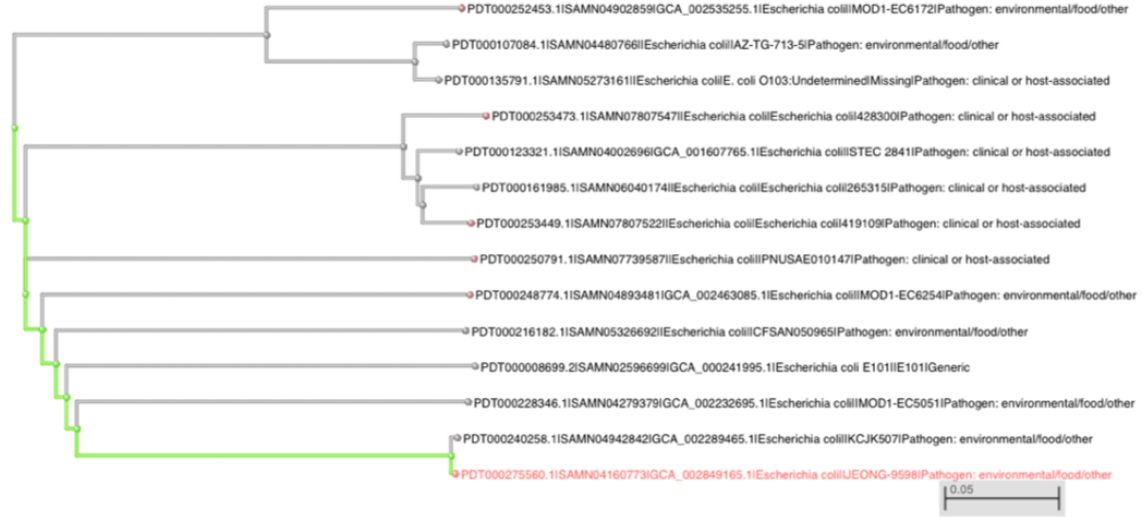 PDT000252453.1|SAMN04902859|GCA_002535255.1|Escherichia coli||MOD1-EC6172|Pathogen: environmental/food/other
PDT000107084.1|SAMN04480766||Escherichia coli||AZ-TG-713-5|Pathogen: environmental/food/other
PDT000135791.1|SAMN05273161||Escherichia coli|E. coli O103:Undetermined|Missing|Pathogen: clinical or host-associated
PDT000253473.1|SAMN07807547||Escherichia coli|Escherichia coli|428300|Pathogen: clinical or host-associated
PDT000123321.1|SAMN04002696|GCA_001607765.1|Escherichia coli||STEC 2841|Pathogen: clinical or host-associated
PDT000161985.1|SAMN06040174||Escherichia coli|Escherichia coli|265315|Pathogen: clinical or host-associated
PDT000253449.1|SAMN07807522||Escherichia coli|Escherichia coli|419109|Pathogen: clinical or host-associated
PDT000250791.1|SAMN07739587||Escherichia coli||PNUSAE010147|Pathogen: clinical or host-associated
PDT000248774.1|SAMN04893481|GCA_002463085.1|Escherichia coli||MOD1-EC6254|Pathogen: environmental/food/other
PDT000216182.1|SAMN05326692||Escherichia coli||CFSAN050965|Pathogen: environmental/food/other
PDT000008699.2|SAMN02596699|GCA_000241995.1|Escherichia coli E101||E101|Generic
PDT000228346.1|SAMN04279379|GCA_002232695.1|Escherichia coli||MOD1-EC5051|Pathogen: environmental/food/other
PDT000240258.1|SAMN04942842|GCA_002289465.1|Escherichia coli||KCJK507|Pathogen: environmental/food/other
PDT000275560.1|SAMN04160773|GCA_002849165.1|Escherichia coli||JEONG-9598|Pathogen: environmental/food/other
0.05